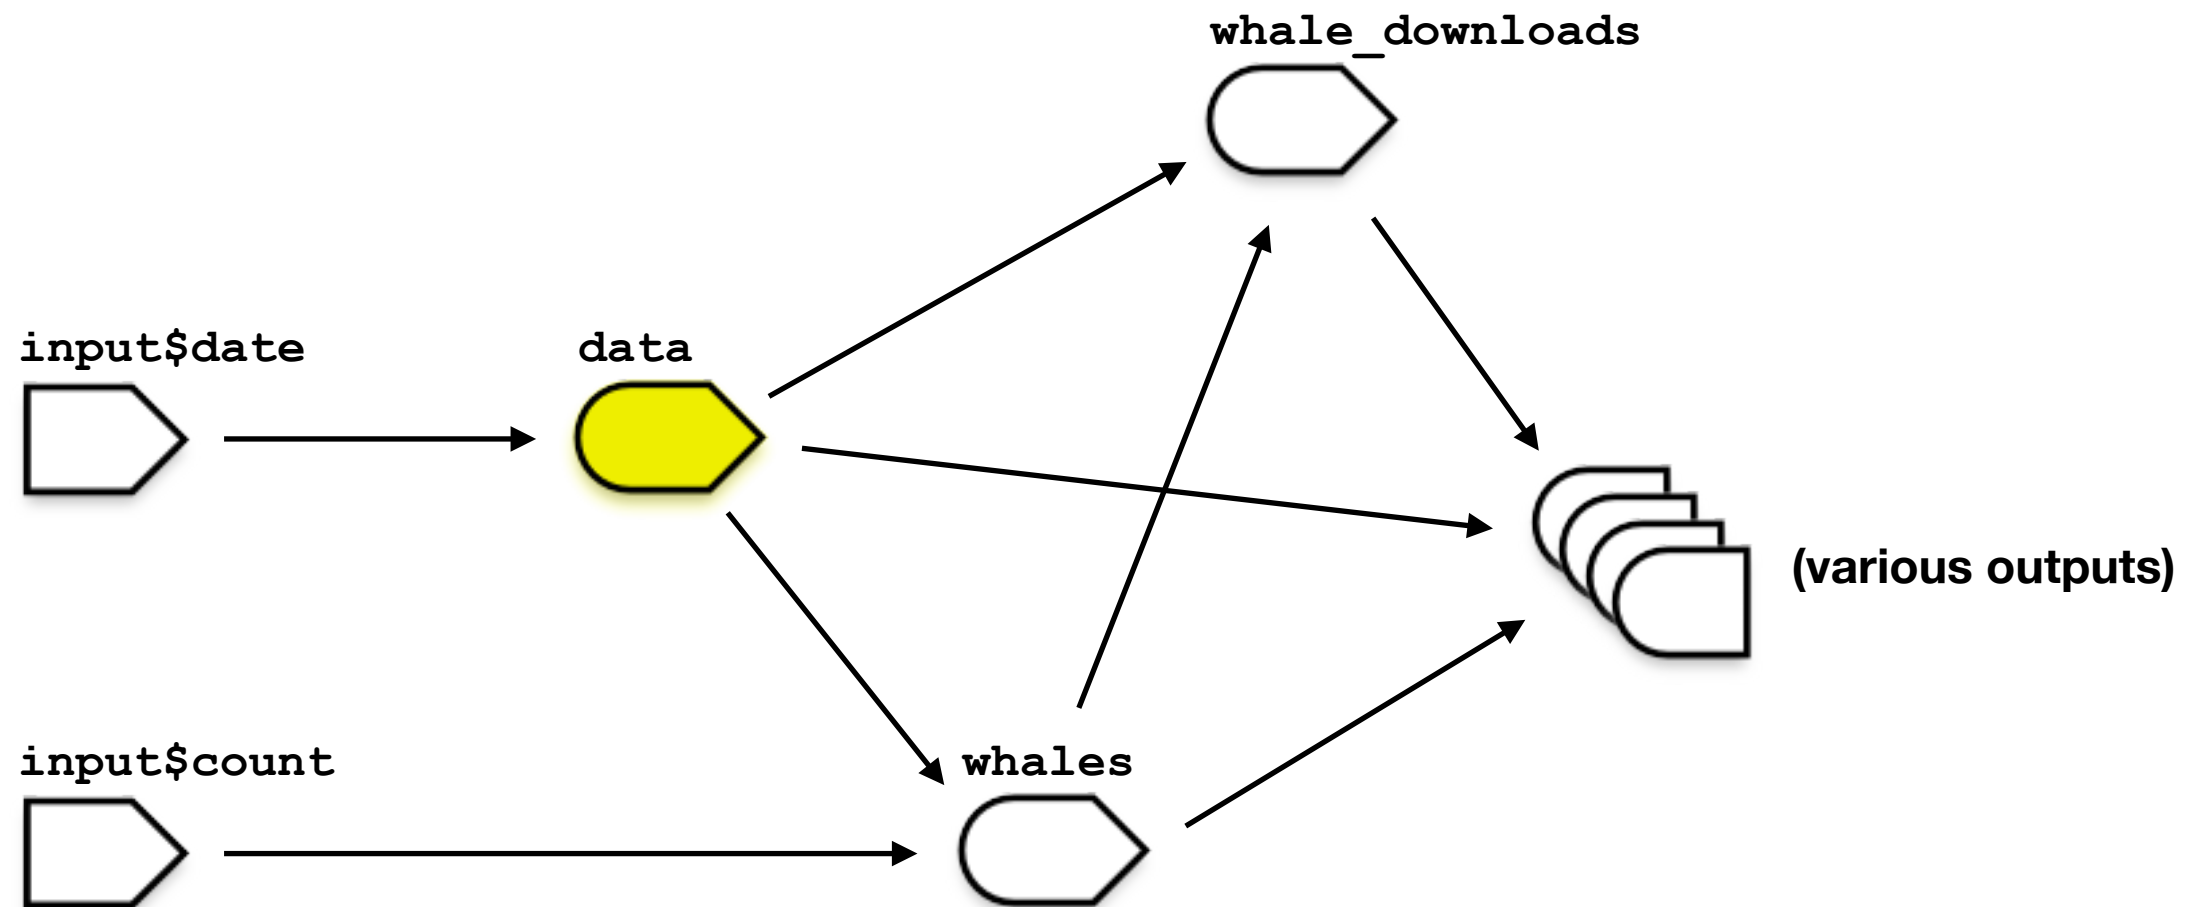 whale_downloads
input$date
data
(various outputs)
input$count
whales